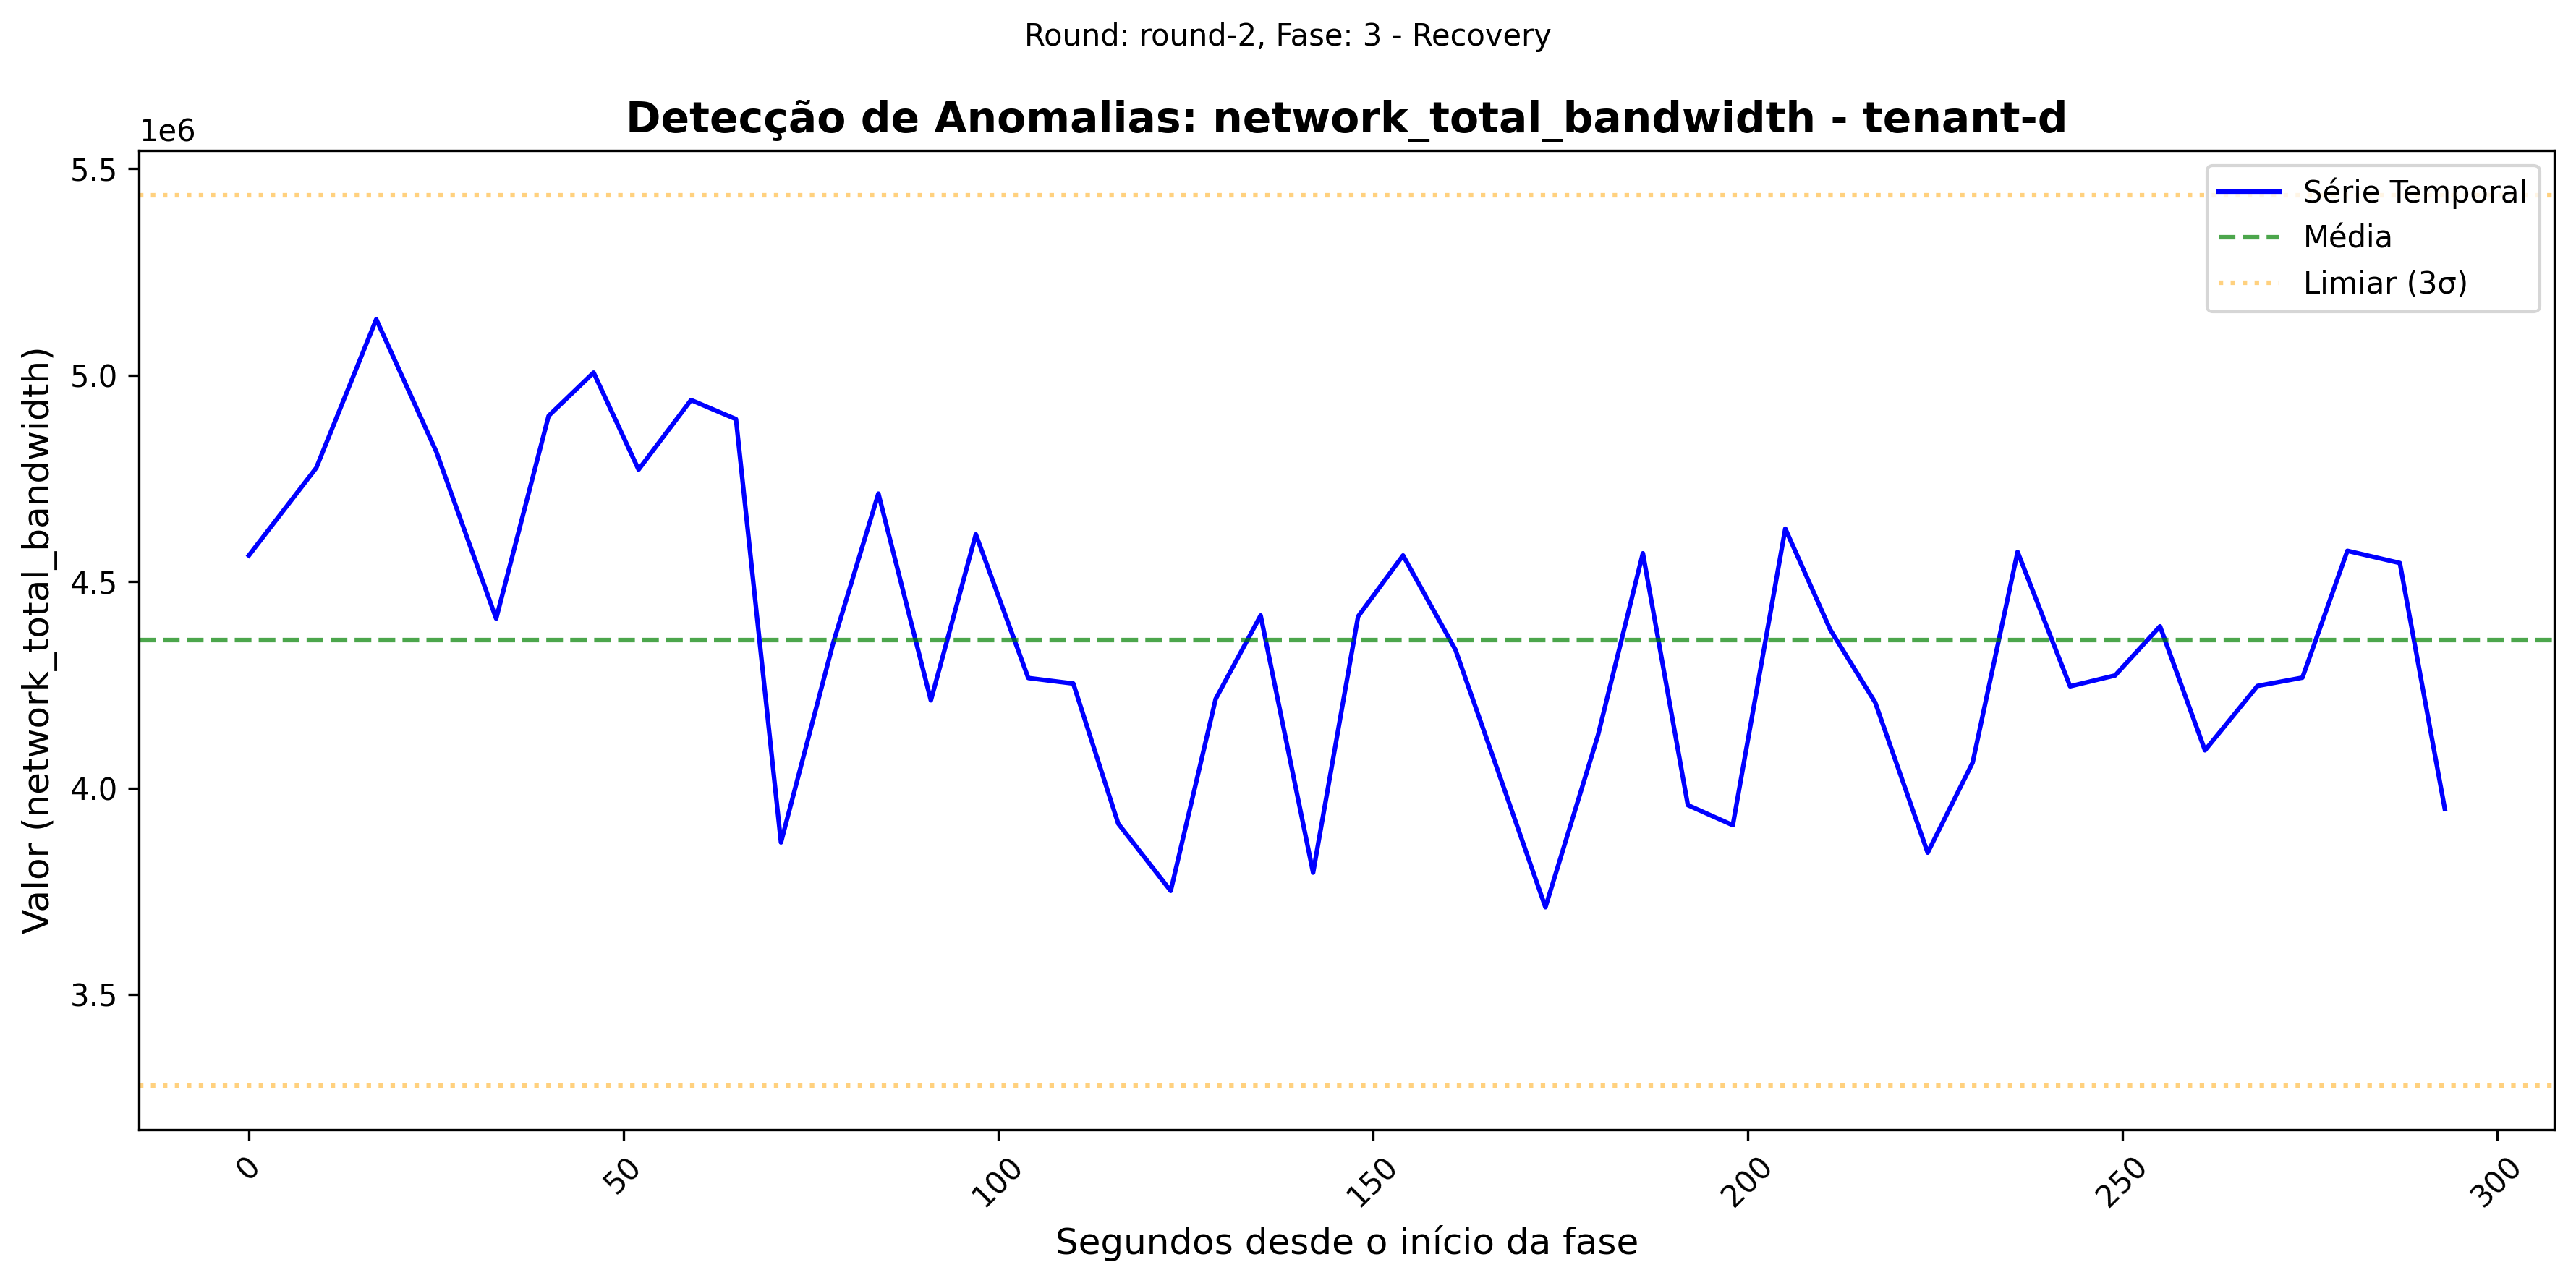 Round: round-2, Fase: 3 - Recovery
Detecção de Anomalias: network_total_bandwidth - tenant-d
1e6
5.5
5.0
4.5
4.0
3.5
Valor (network_total_bandwidth)
Série Temporal
Média
Limiar (3σ)
0
50
100
150
200
250
300
Segundos desde o início da fase